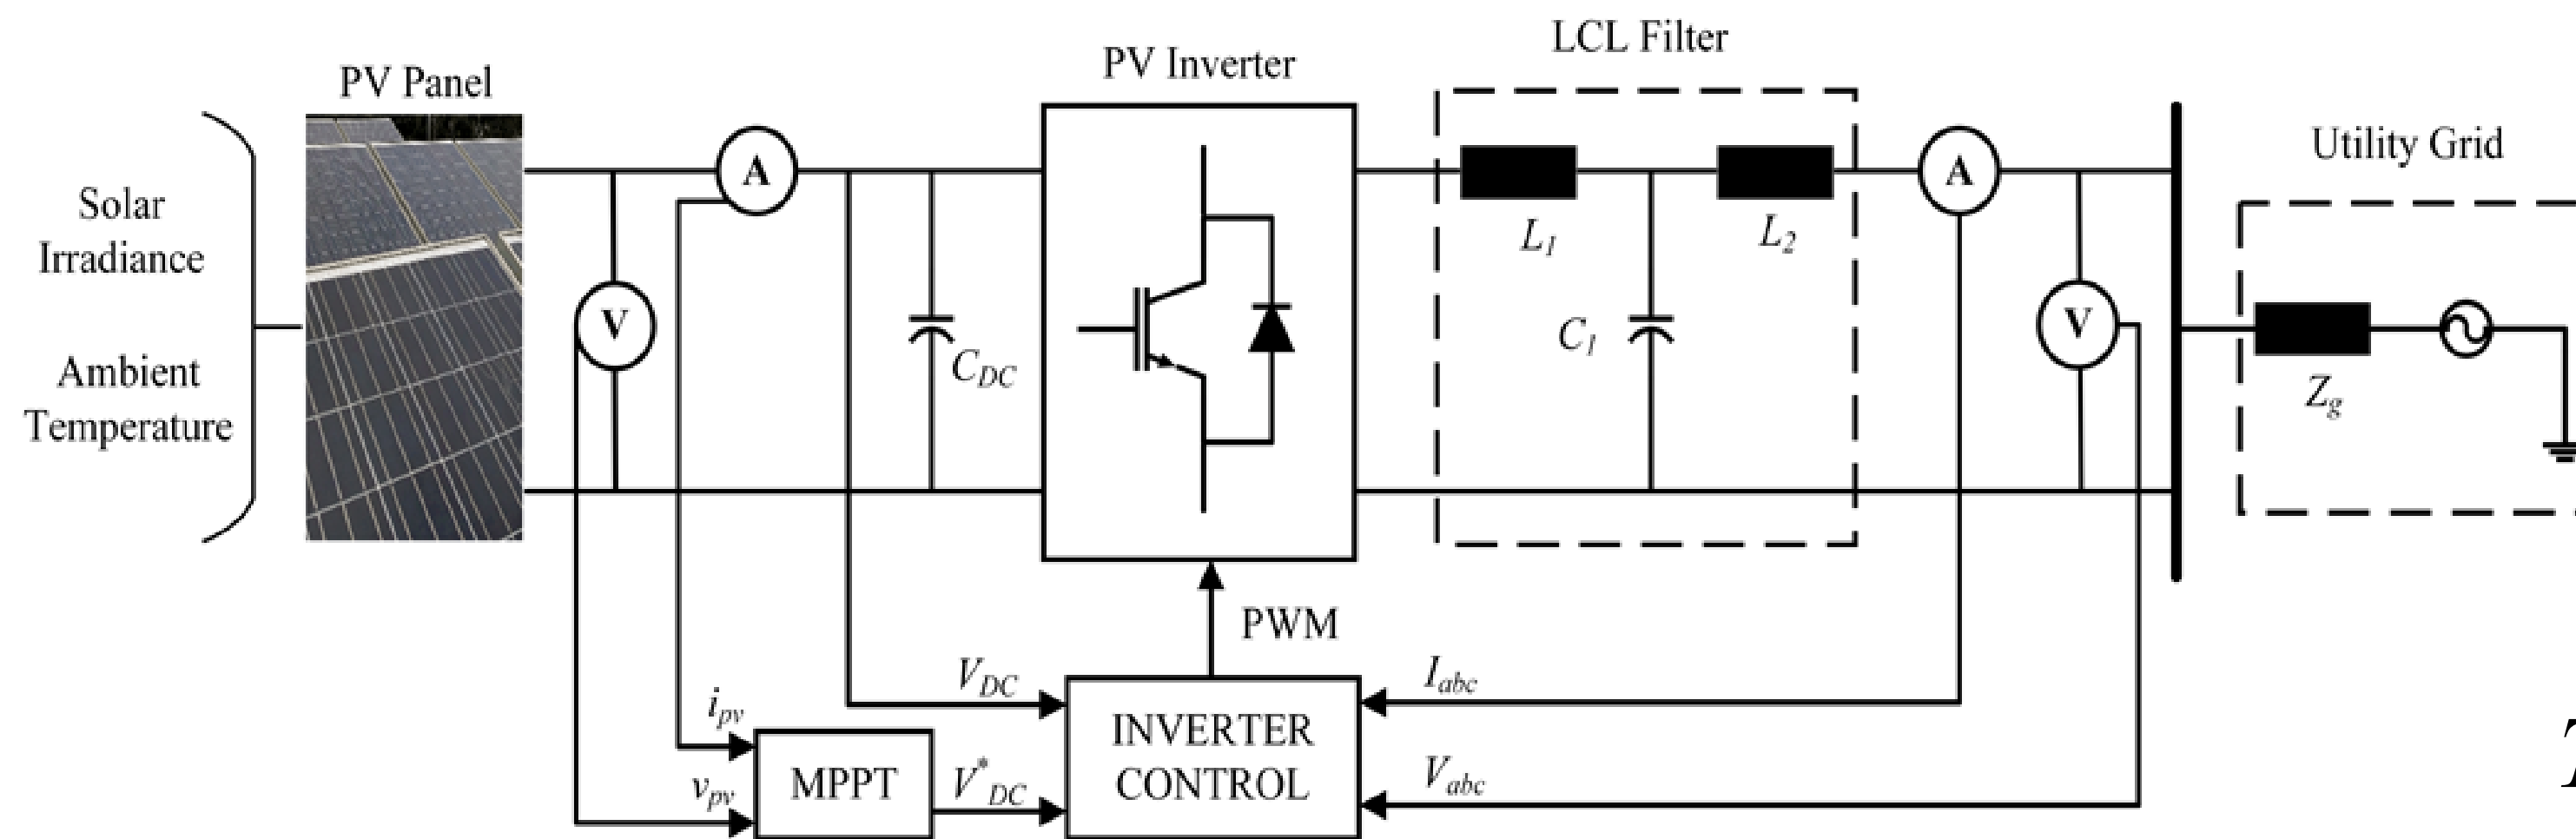 LCL Filter
PV Inverter
PV Panel
Utility Grid
A
A
Solar
Irradiance
L1
L2
V
V
C1
CDC
Ambient
Temperature
Zg
PWM
VDC
Iabc
ipv
INVERTER
CONTROL
MPPT
vpv
V*DC
Vabc